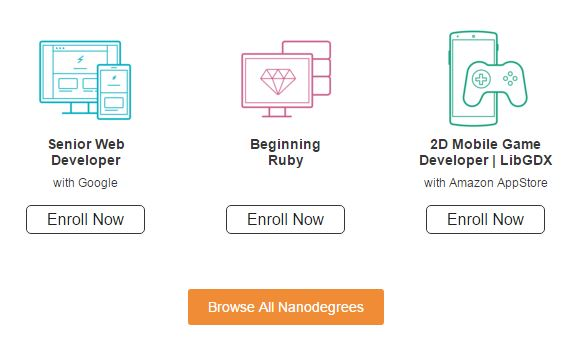 Senior Web
Developer
with Google
Enroll Now
Beginning
Ruby
Enroll Now
2D Mobile Game
Developer | LibGDX
with Amazon AppStore
Enroll Now
Browse All Nanodegrees